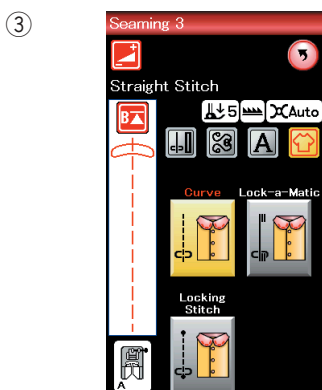 ③
Seaming 3
Straight Stitch
B
5
Auto
A
Curve
Lock-a-Matic
Locking
Stitch
A